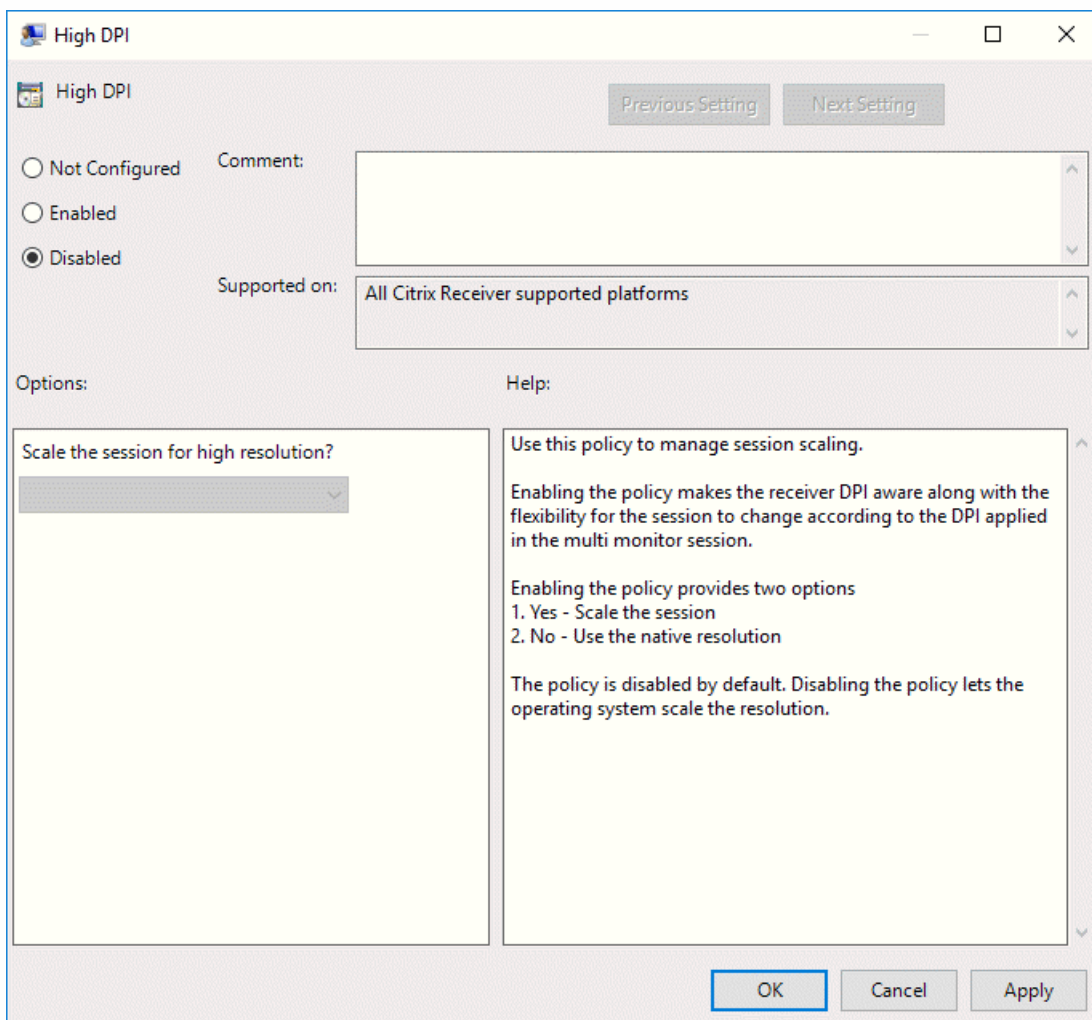 High DPI
High DPI
Previous Setting
Next Setting
Not Configured
Comment:
Enabled
Disabled
Supported on:
All Citrix Receiver supported platforms
Options:
Help:
Scale the session for high resolution?
Use this policy to manage session scaling.
Enabling the policy makes the receiver DPI aware along with the
flexibility for the session to change according to the DPI applied
in the multi monitor session.
Enabling the policy provides two options
1. Yes - Scale the session
2. No - Use the native resolution
The policy is disabled by default. Disabling the policy lets the
operating system scale the resolution.
OK
Cancel
Apply